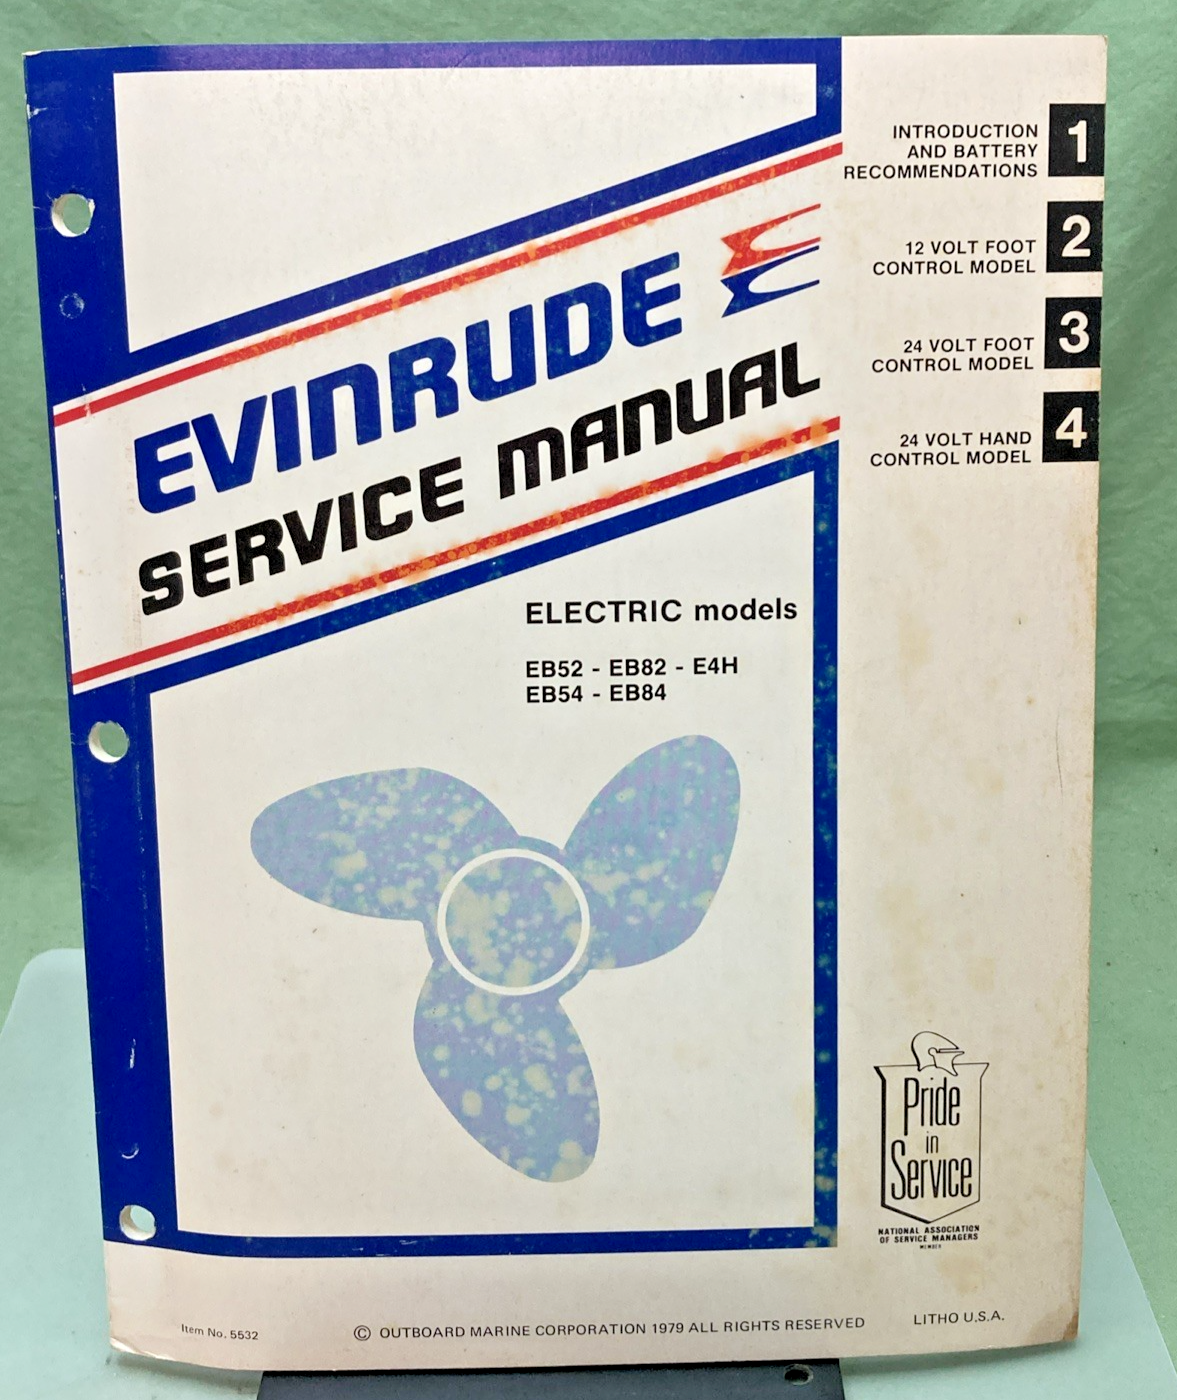 EVINRUDE
SERVICE MANUAL
ELECTRIC models
EB52 - EB82 - E4H
EB54 - EB84
INTRODUCTION
AND BATTERY
RECOMMENDATIONS
1
12 VOLT FOOT
CONTROL MODEL
2
24 VOLT FOOT
CONTROL MODEL
3
24 VOLT HAND
CONTROL MODEL
4
Pride
in
Service
NATIONAL ASSOCIATION
OF SERVICE MANAGERS
MEMBER
Item No. 5532
© OUTBOARD MARINE CORPORATION 1979 ALL RIGHTS RESERVED
LITHO U.S.A.